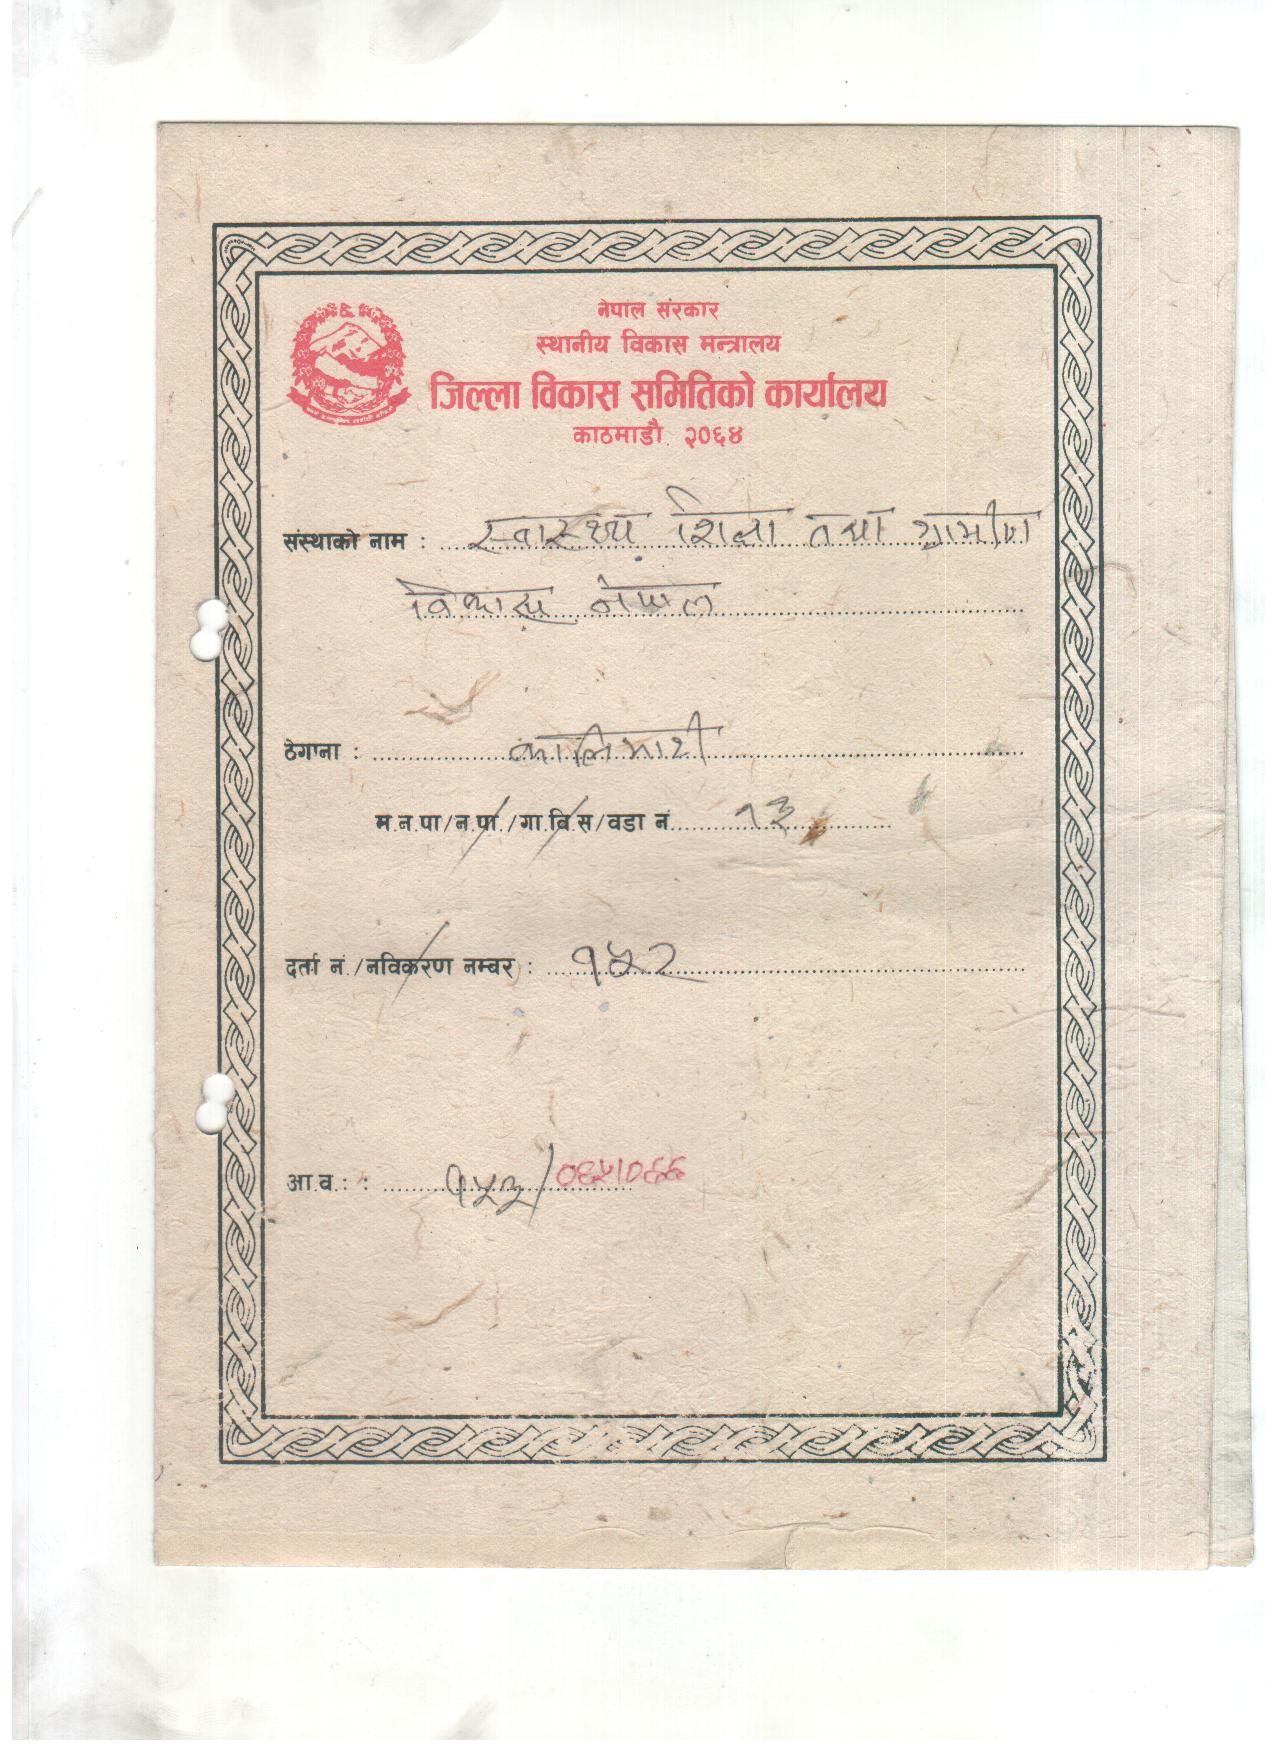 नेपाल सरकार
स्थानीय विकास मन्त्रालय
जिल्ला विकास समितिको कार्यालय
काठमाडौ २०६४
संस्थाको नाम : स्वास्थ्य शिक्षा तथा ग्रामीण
विकास नेपाल
ठेगाना : कालिमाटी
म.न.पा/न.पा./गा.वि.स/वडा नं. १३
दर्ता नं./नविकरण नम्बर : १५२
आ.व.: : १५३/०६५।०६६